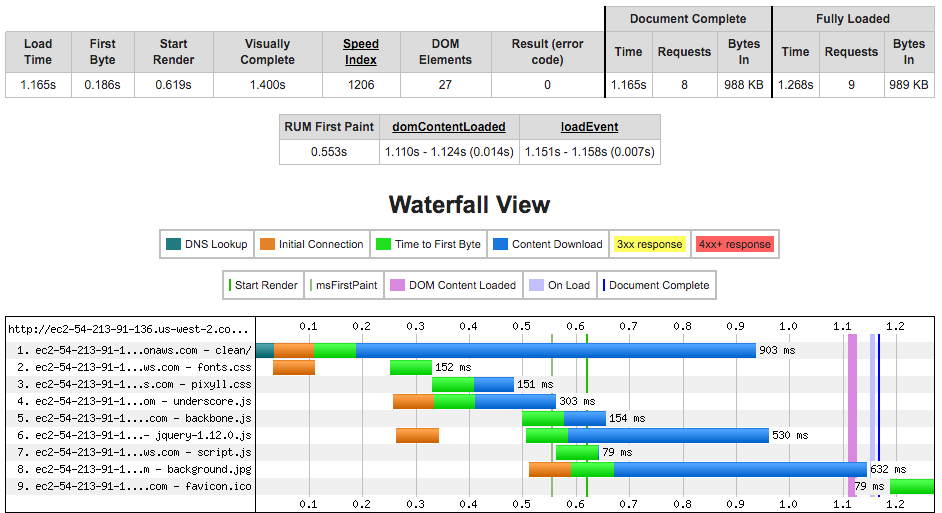 Document Complete Fully Loaded
Load Time First Byte Start Render Visually Complete Speed Index DOM Elements Result (error code) Time Requests Bytes In Time Requests Bytes In
1.165s 0.186s 0.619s 1.400s 1206 27 0 1.165s 8 988 KB 1.268s 9 989 KB
RUM First Paint domContentLoaded loadEvent
0.553s 1.110s - 1.124s (0.014s) 1.151s - 1.158s (0.007s)
Waterfall View
DNS Lookup Initial Connection Time to First Byte Content Download 3xx response 4xx+ response
Start Render msFirstPaint DOM Content Loaded On Load Document Complete
http://ec2-54-213-91-136.us-west-2.co... 0.1 0.2 0.3 0.4 0.5 0.6 0.7 0.8 0.9 1.0 1.1 1.2
1. ec2-54-213-91-1...onaws.com - clean/ 903 ms
2. ec2-54-213-91-1...ws.com - fonts.css 152 ms
3. ec2-54-213-91-1...s.com - pixyll.css 151 ms
4. ec2-54-213-91-1...om - underscore.js 303 ms
5. ec2-54-213-91-1....com - backbone.js 154 ms
6. ec2-54-213-91-1...- jquery-1.12.0.js 530 ms
7. ec2-54-213-91-1...ws.com - script.js 79 ms
8. ec2-54-213-91-1...m - background.jpg 632 ms
9. ec2-54-213-91-1....com - favicon.ico 79 ms
0.1 0.2 0.3 0.4 0.5 0.6 0.7 0.8 0.9 1.0 1.1 1.2